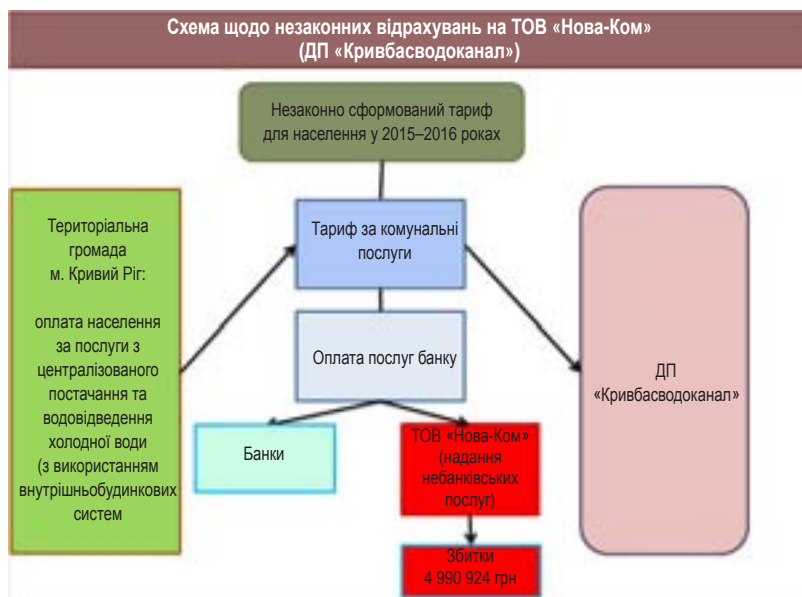 Схема щодо незаконних відрахувань на ТОВ «Нова-Ком»
(ДП «Кривбасводоканал»)
Незаконно сформований тариф
для населення у 2015–2016 роках
Територіальна
громада
м. Кривий Ріг:
оплата населення
за послуги з
централізованого
постачання та
водовідведення
холодної води
(з використанням
внутрішньобудинкових
систем
Тариф за комунальні
послуги
Оплата послуг банку
Банки
ТОВ «Нова-Ком»
(надання
небанківських
послуг)
Збитки
4 990 924 грн
ДП
«Кривбасводоканал»